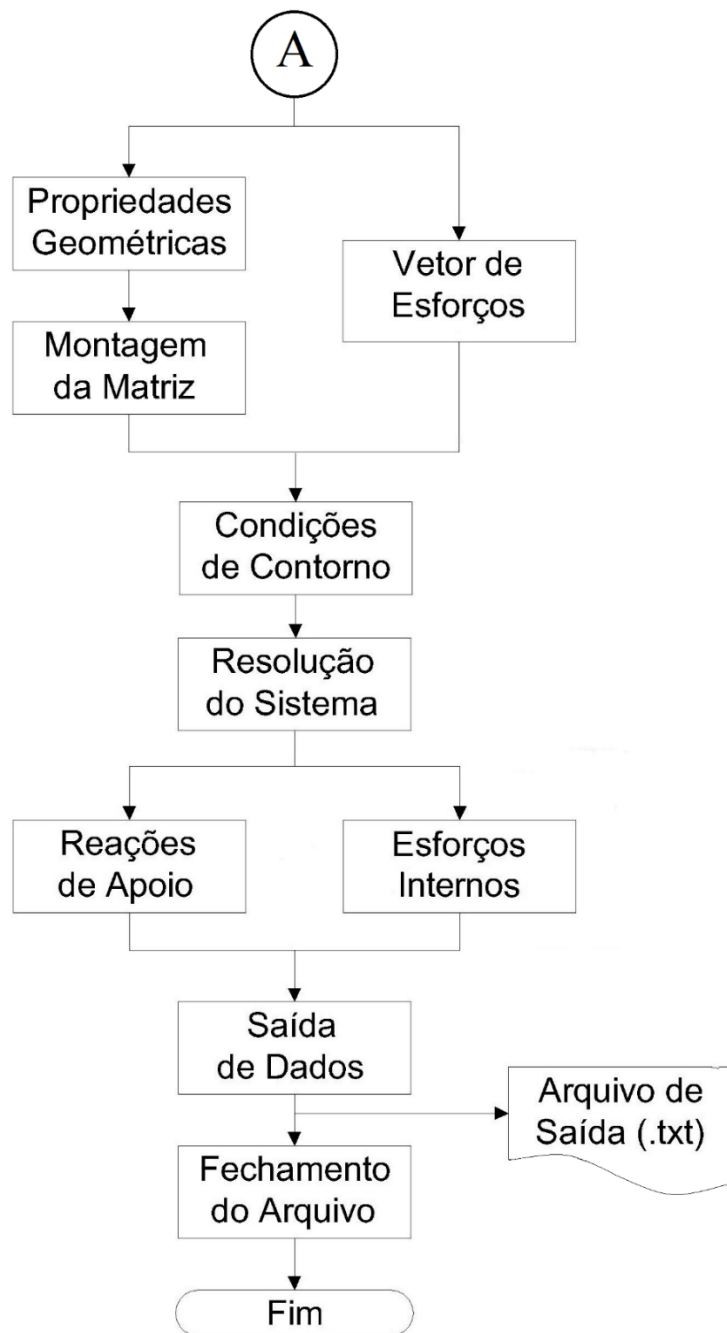 A
Propriedades
Geométricas
Vetor de
Esforços
Montagem
da Matriz
Condições
de Contorno
Resolução
do Sistema
Reações
de Apoio
Esforços
Internos
Saída
de Dados
Arquivo de
Saída (.txt)
Fechamento
do Arquivo
Fim